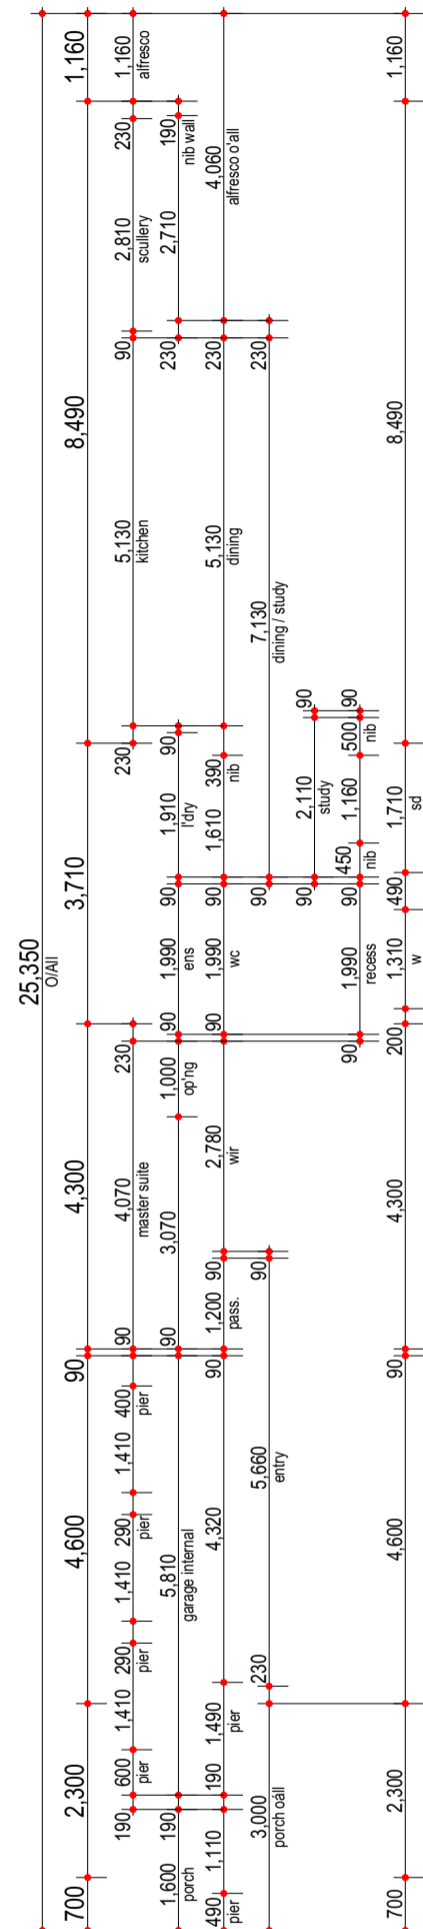 25,350
O/All
700
2,300
4,600
90
4,300
3,710
8,490
1,160
190
600
pier
1,410
290
pier
1,410
290
pier
1,410
400
pier
90
4,070
master suite
230
230
5,130
kitchen
90
2,810
scullery
230
1,160
alfresco
1,600
porch
190
5,810
garage internal
90
3,070
1,000
op'ng
90
1,990
ens
90
1,910
l'dry
90
230
2,710
190
nib wall
490
pier
1,110
190
1,490
pier
4,320
90
1,200
pass.
90
2,780
wir
90
1,990
wc
90
1,610
390
nib
5,130
dining
230
4,060
alfresco o'all
3,000
porch oáll
230
5,660
entry
90
90
7,130
dining / study
230
90
2,110
study
90
90
1,990
recess
90
450
nib
1,160
500
nib
90
700
2,300
4,600
90
4,300
200
1,310
w
490
1,710
sd
8,490
1,160